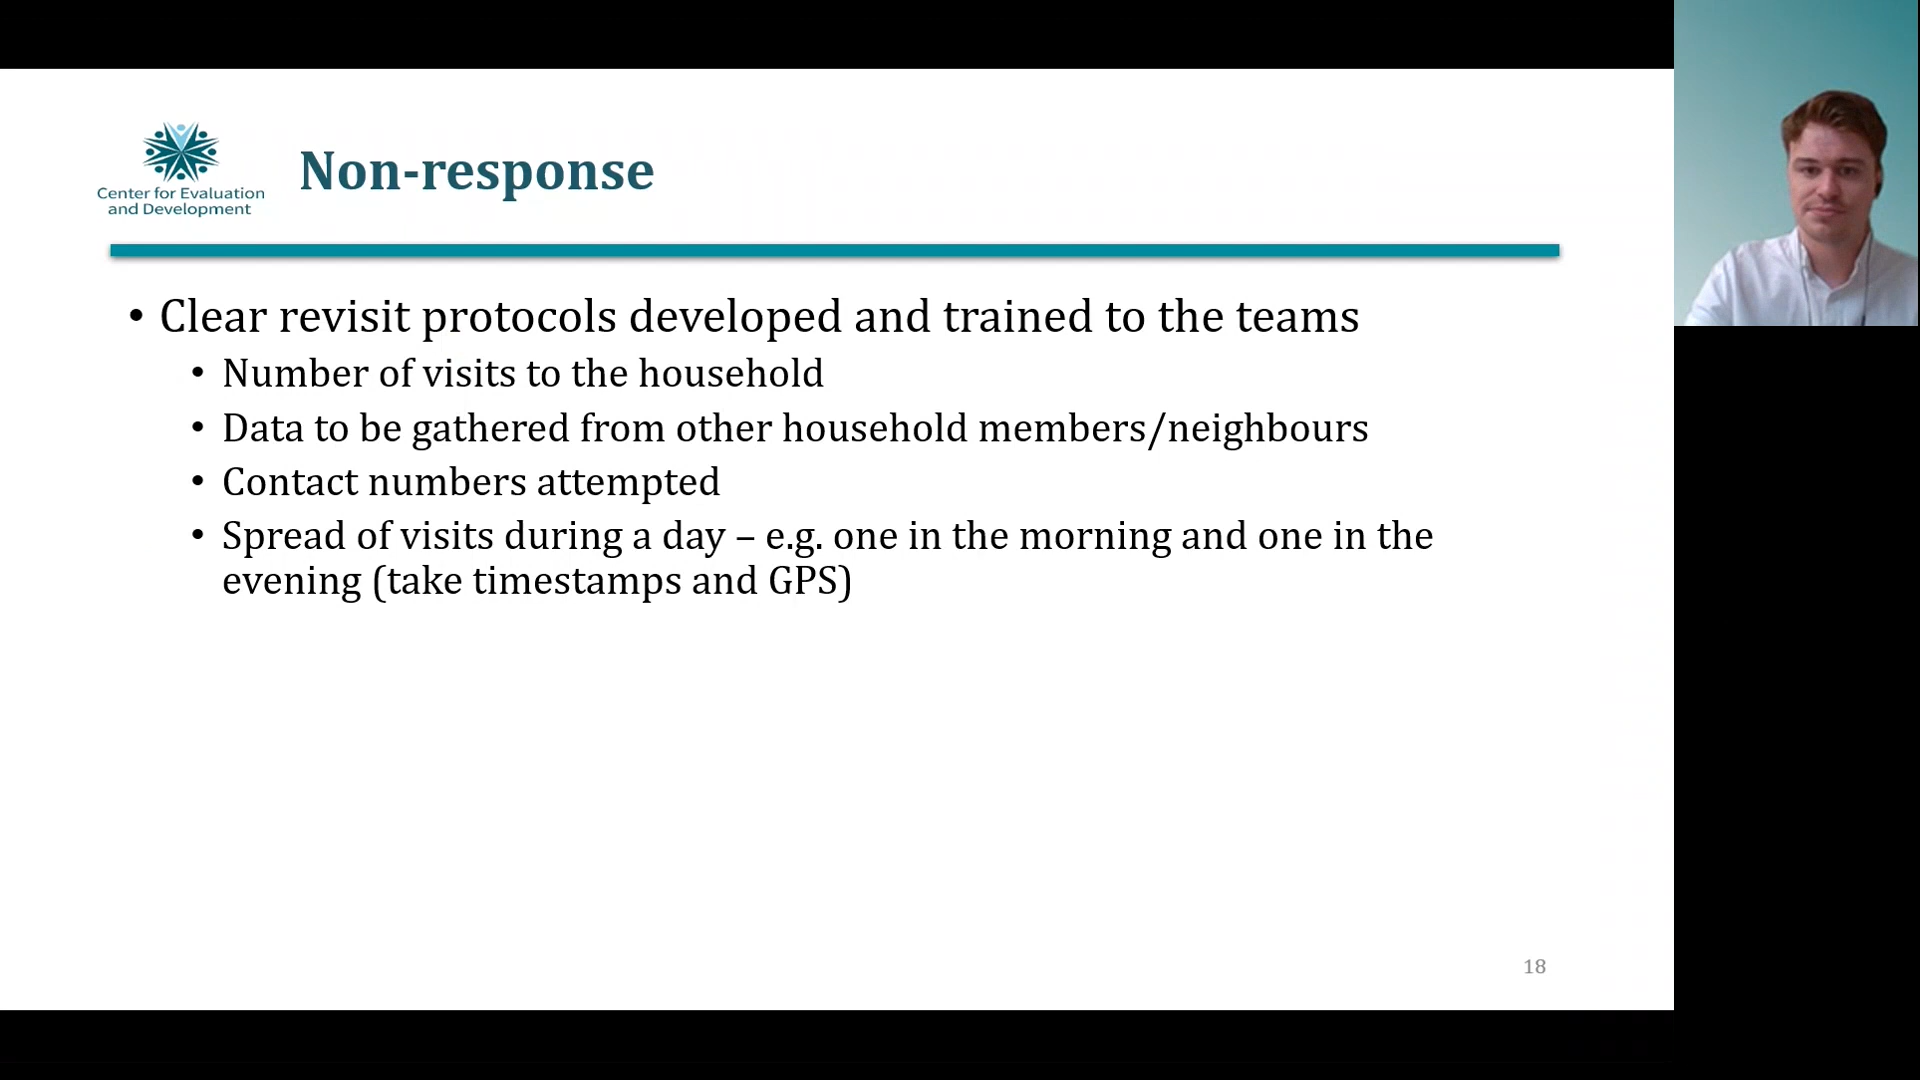 Center for Evaluation
and Development
Non-response
• Clear revisit protocols developed and trained to the teams
• Number of visits to the household
• Data to be gathered from other household members/neighbours
• Contact numbers attempted
• Spread of visits during a day – e.g. one in the morning and one in the
evening (take timestamps and GPS)
18